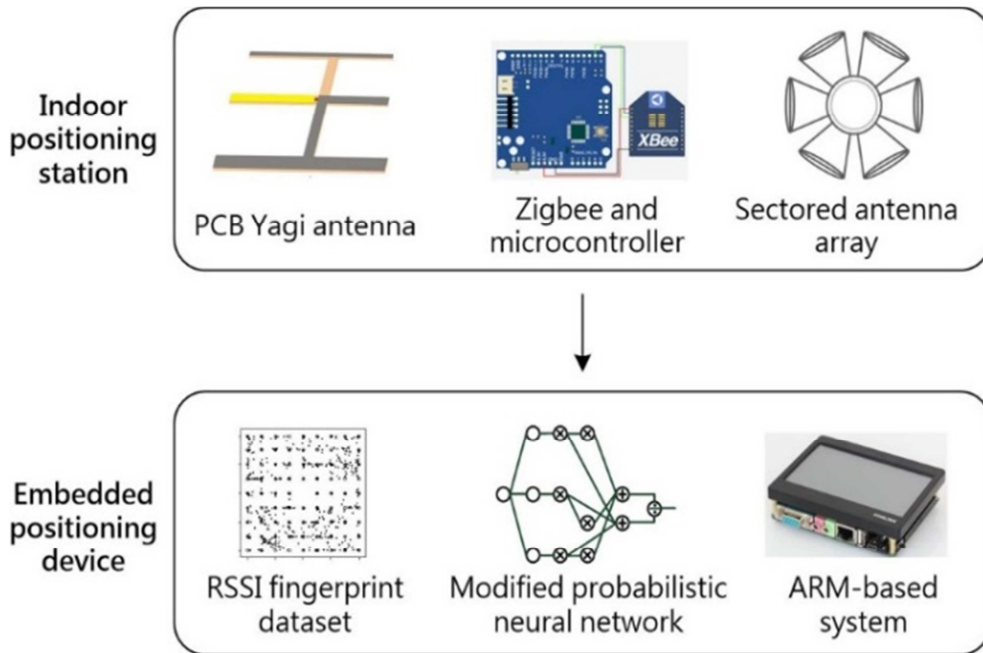 Indoor
positioning
station
PCB Yagi antenna
XBee
Zigbee and
microcontroller
Sectored antenna
array
Embedded
positioning
device
RSSI fingerprint
dataset
Modified probabilistic
neural network
ARM-based
system